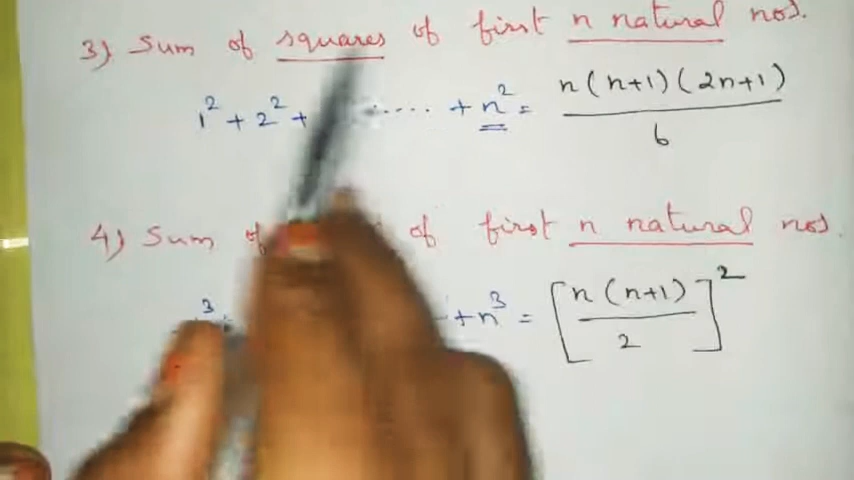 3) Sum of squares of first n natural nos.
1² + 2² + ..... + n² = n(n+1)(2n+1) / 6
4) Sum of of first n natural nos.
³ + n³ = [n(n+1) / 2]²